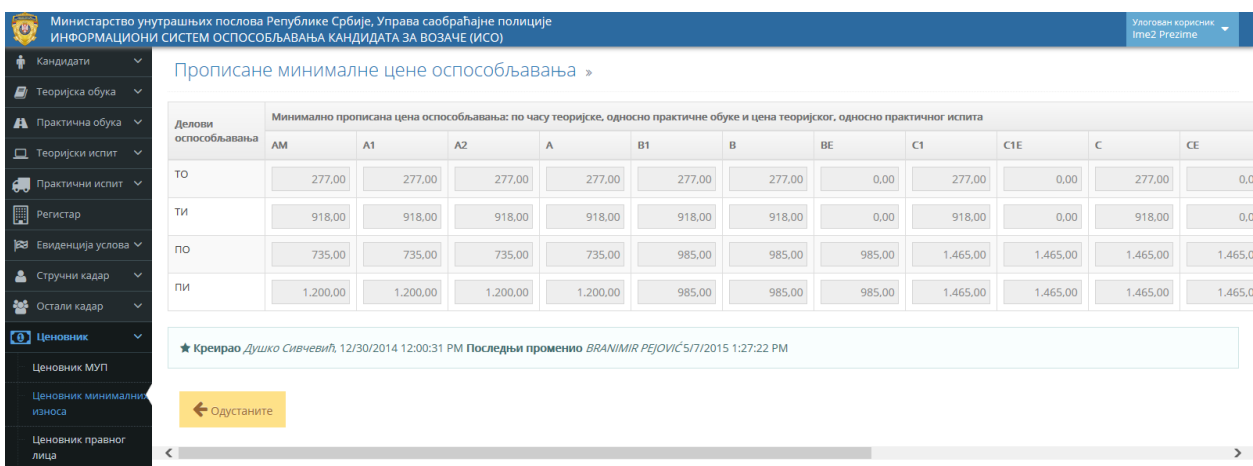 Министарство унутрашњих послова Републике Србије, Управа саобраћајне полиције
ИНФОРМАЦИОНИ СИСТЕМ ОСПОСОБЉАВАЊА КАНДИДАТА ЗА ВОЗАЧЕ (ИСО)
Улогован корисник
Ime2 Prezime
Кандидати
Теоријска обука
Практична обука
Теоријски испит
Практични испит
Регистар
Евиденција услова
Стручни кадар
Остали кадар
Ценовник
Ценовник МУП
Ценовник минималних
износа
Ценовник правног
лица
Прописане минималне цене оспособљавања »
Делови
оспособљавања
Минимално прописана цена оспособљавања: по часу теоријске, односно практичне обуке и цена теоријског, односно практичног испита
AM A1 A2 A B1 B BE C1 C1E C CE
ТО 277,00 277,00 277,00 277,00 277,00 277,00 0,00 277,00 0,00 277,00 0,0
ТИ 918,00 918,00 918,00 918,00 918,00 918,00 0,00 918,00 0,00 918,00 0,0
ПО 735,00 735,00 735,00 735,00 985,00 985,00 985,00 1.465,00 1.465,00 1.465,00 1.465,0
ПИ 1.200,00 1.200,00 1.200,00 1.200,00 985,00 985,00 985,00 1.465,00 1.465,00 1.465,00 1.465,0
Креирао Душко Сивчевић, 12/30/2014 12:00:31 PM Последњи променио BRANIMIR PEJOVIĆ 5/7/2015 1:27:22 PM
Одустаните